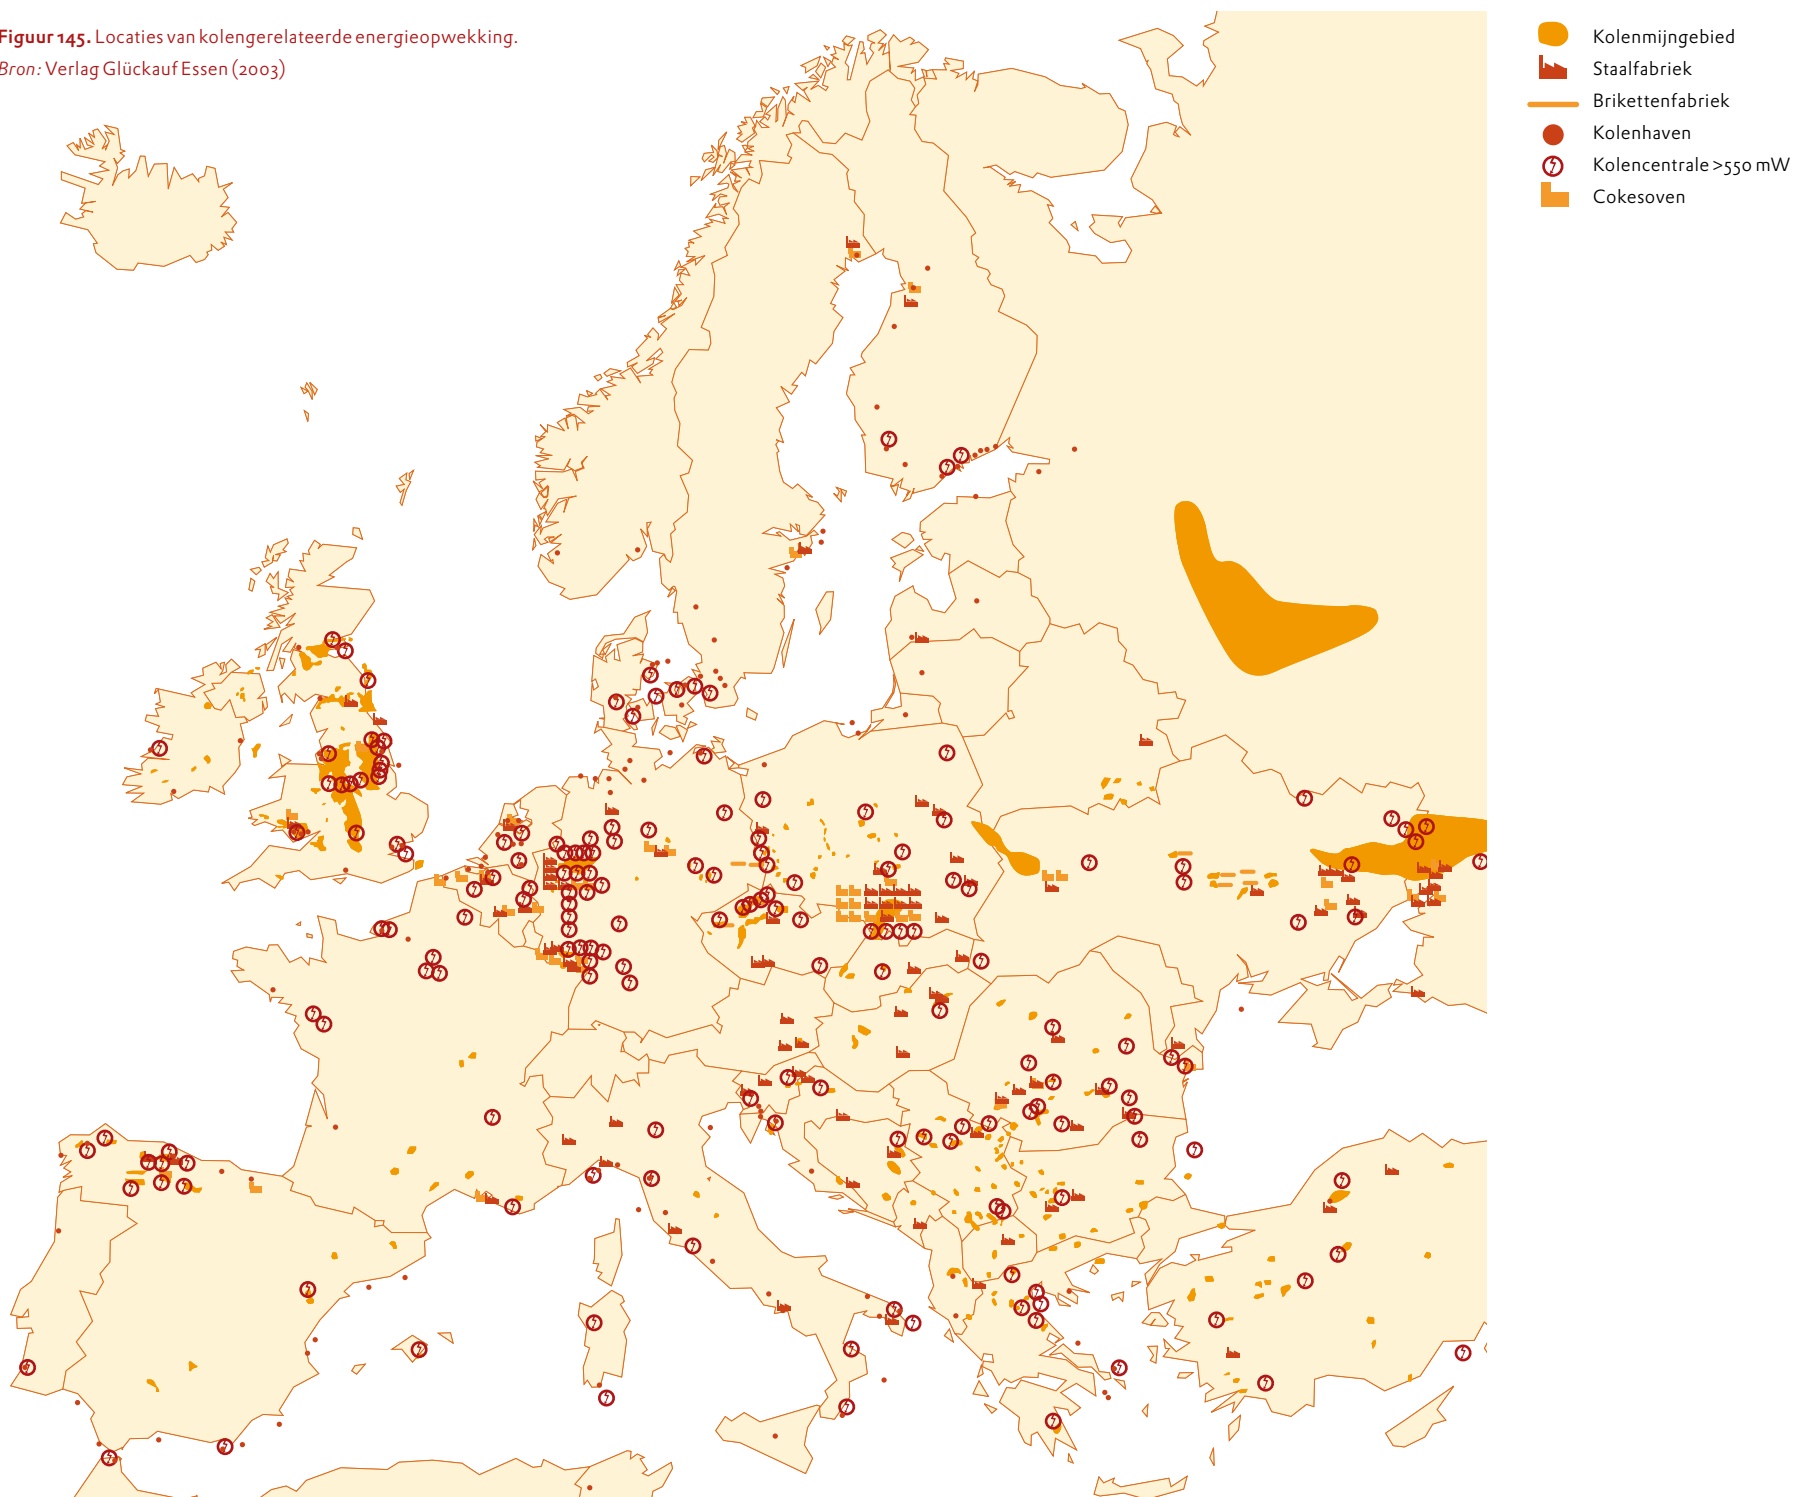 Figuur 145. Locaties van kolengerelateerde energieopwekking.
Bron: Verlag Glückauf Essen (2003)
Kolenmijngebied
Staalfabriek
Brikettenfabriek
Kolenhaven
Kolencentrale >550 mW
Cokesoven